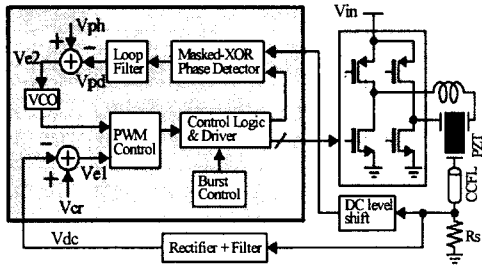 Vph
Vin
Ve2
Vpd
Loop
Filter
Masked-XOR
Phase Detector
VCO
PWM
Control
Control Logic
& Driver
Ve1
Vcr
Burst
Control
PZT
CCFL
DC level
shift
Rs
Vdc
Rectifier + Filter